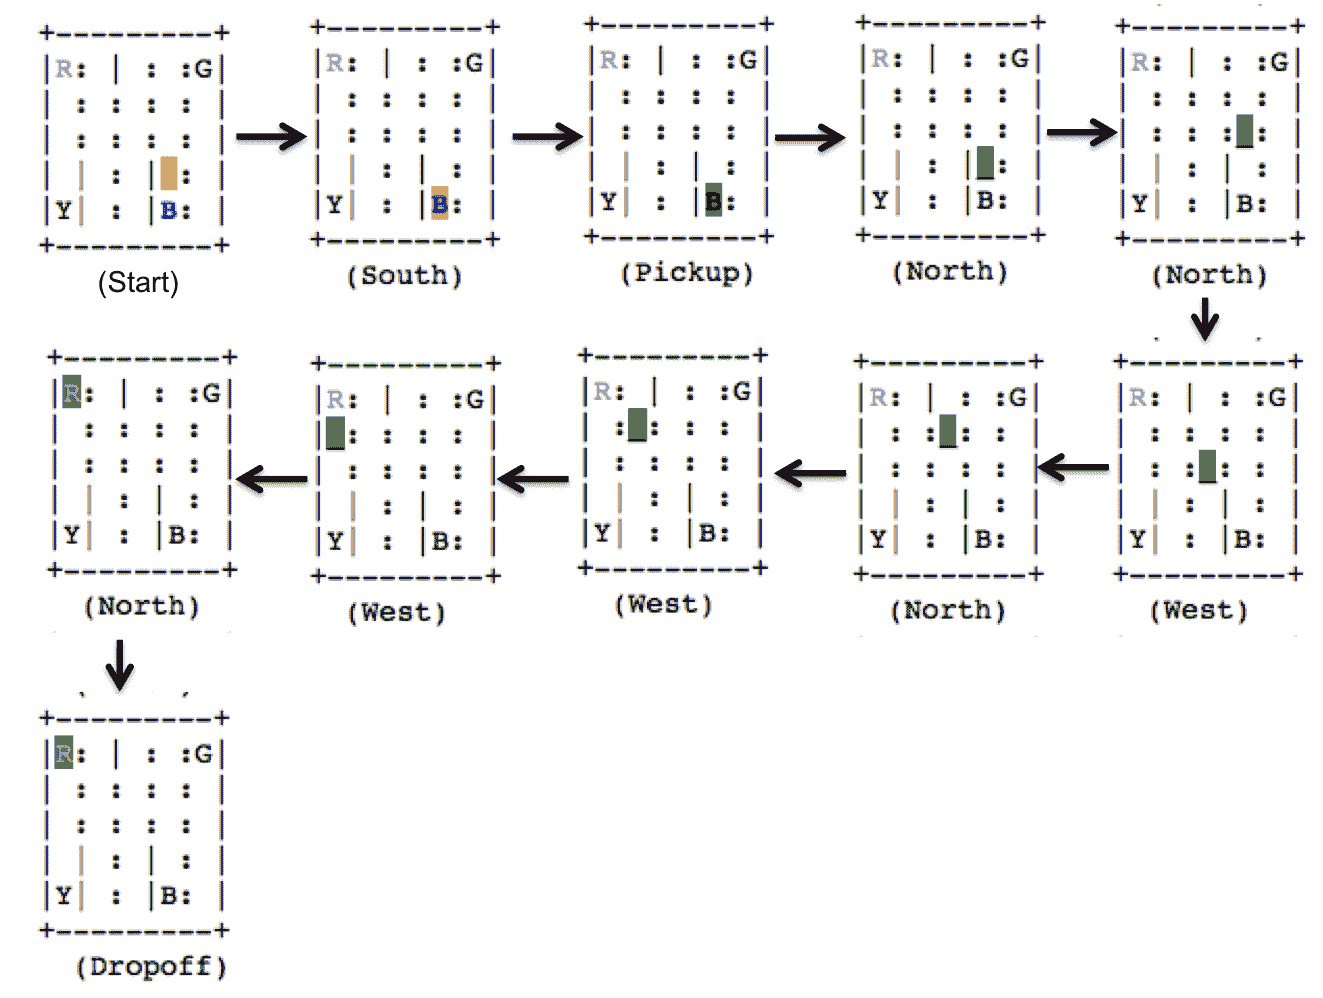 +---------+
|R: | : :G|
| : : : : |
| : : : : |
| | : | : |
|Y| : |B: |
+---------+
(Start)
+---------+
|R: | : :G|
| : : : : |
| : : : : |
| | : | : |
|Y| : |B: |
+---------+
(South)
+---------+
|R: | : :G|
| : : : : |
| : : : : |
| | : | : |
|Y| : |B: |
+---------+
(Pickup)
+---------+
|R: | : :G|
| : : : : |
| : : : : |
| | : |_: |
|Y| : |B: |
+---------+
(North)
+---------+
|R: | : :G|
| : : : : |
| : : :_: |
| | : | : |
|Y| : |B: |
+---------+
(North)
+---------+
|R: | : :G|
| : : : : |
| : :_: : |
| | : | : |
|Y| : |B: |
+---------+
(West)
+---------+
|R: | : :G|
| : :_: : |
| : : : : |
| | : | : |
|Y| : |B: |
+---------+
(North)
+---------+
|R: | : :G|
| :_: : : |
| : : : : |
| | : | : |
|Y| : |B: |
+---------+
(West)
+---------+
|R: | : :G|
|_: : : : |
| : : : : |
| | : | : |
|Y| : |B: |
+---------+
(West)
+---------+
|R: | : :G|
| : : : : |
| : : : : |
| | : | : |
|Y| : |B: |
+---------+
(North)
+---------+
|R: | : :G|
| : : : : |
| : : : : |
| | : | : |
|Y| : |B: |
+---------+
(Dropoff)